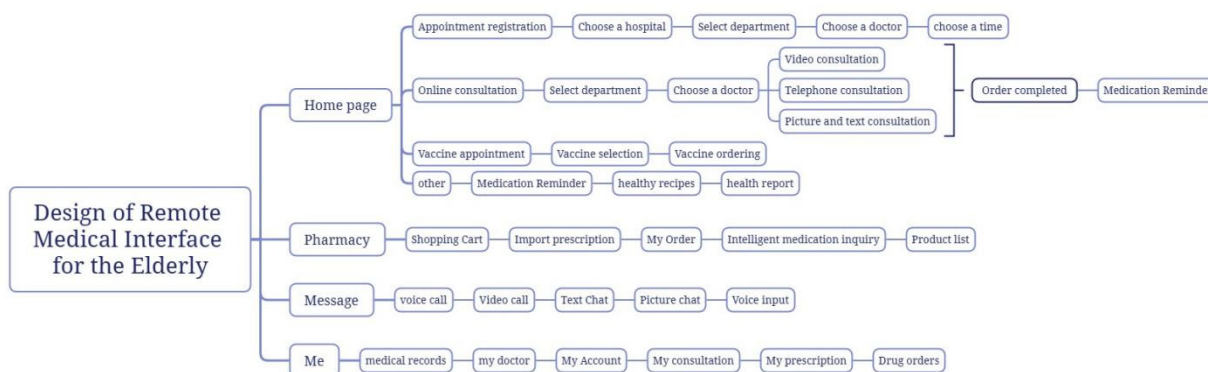 Design of Remote
Medical Interface
for the Elderly
Home page
Appointment registration
Choose a hospital
Select department
Choose a doctor
choose a time
Online consultation
Select department
Choose a doctor
Video consultation
Telephone consultation
Picture and text consultation
Order completed
Medication Reminde
Vaccine appointment
Vaccine selection
Vaccine ordering
other
Medication Reminder
healthy recipes
health report
Pharmacy
Shopping Cart
Import prescription
My Order
Intelligent medication inquiry
Product list
Message
voice call
Video call
Text Chat
Picture chat
Voice input
Me
medical records
my doctor
My Account
My consultation
My prescription
Drug orders